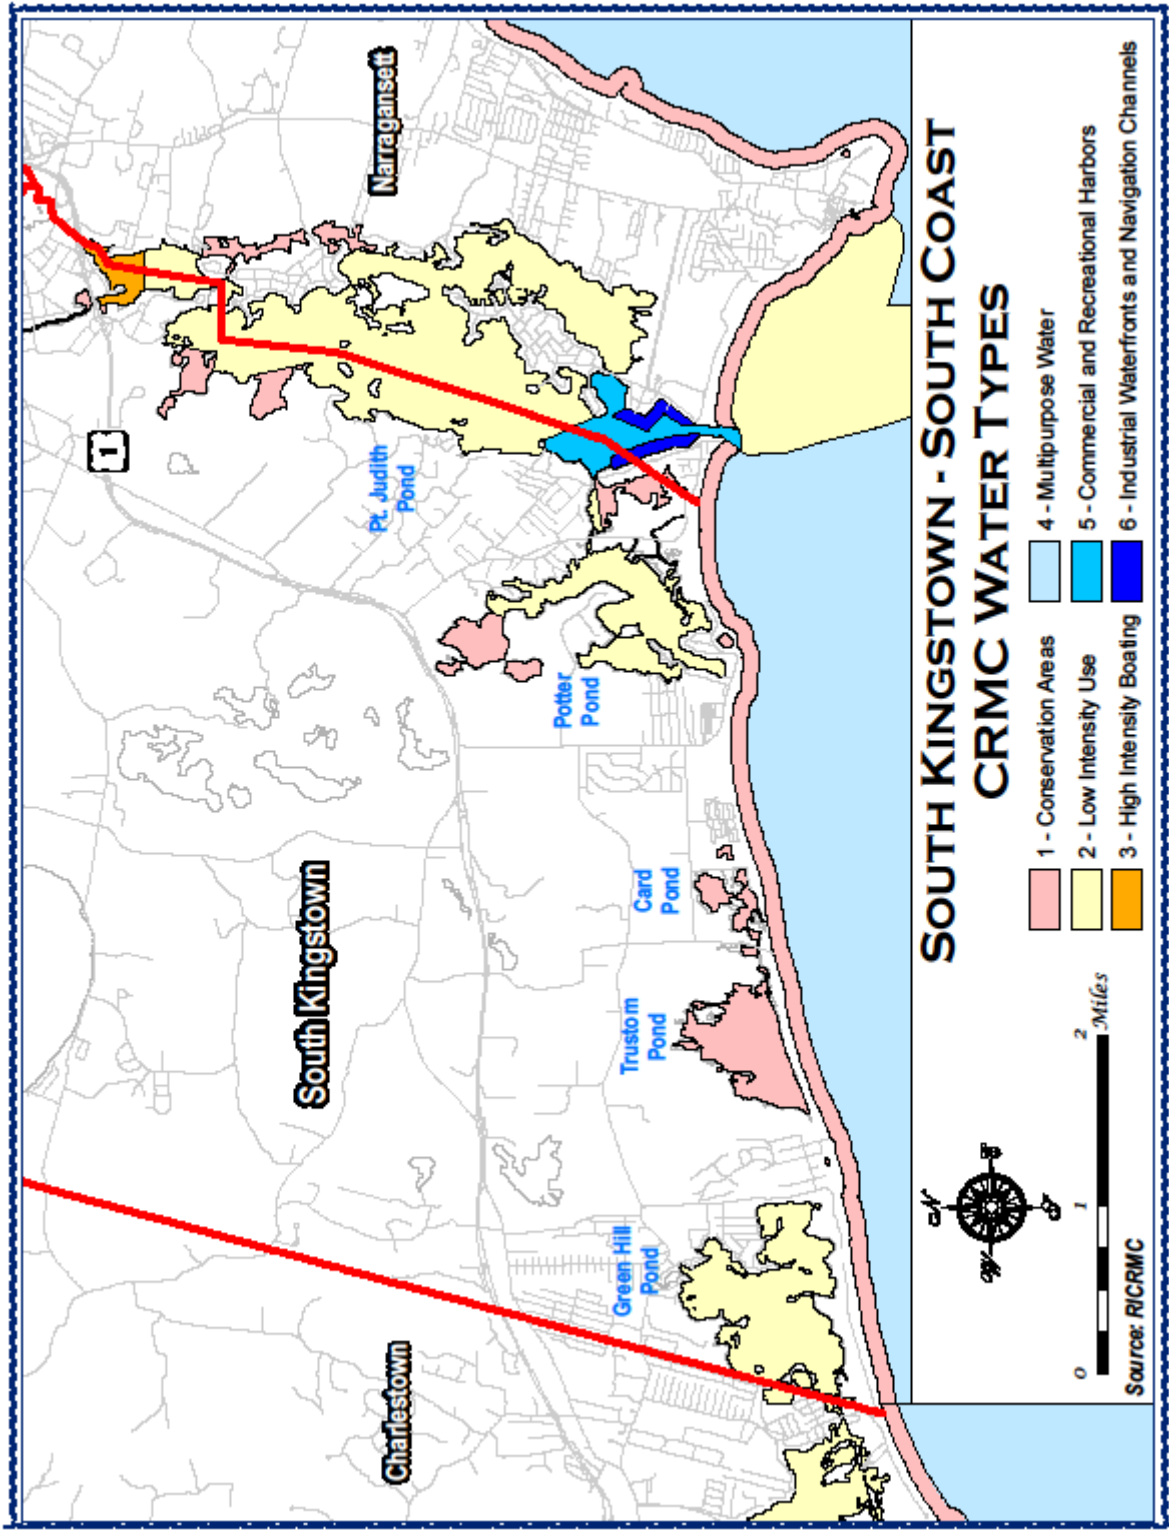 Narragansett
1
Pt. Judith
Pond
Potter
Pond
South Kingstown
Card
Pond
Trustom
Pond
Green Hill
Pond
Charlestown
SOUTH KINGSTOWN - SOUTH COAST
CRMC WATER TYPES
1 - Conservation Areas
2 - Low Intensity Use
3 - High Intensity Boating
4 - Multipurpose Water
5 - Commercial and Recreational Harbors
6 - Industrial Waterfronts and Navigation Channels
N
W
E
S
0 1 2 Miles
Source: RICRMC